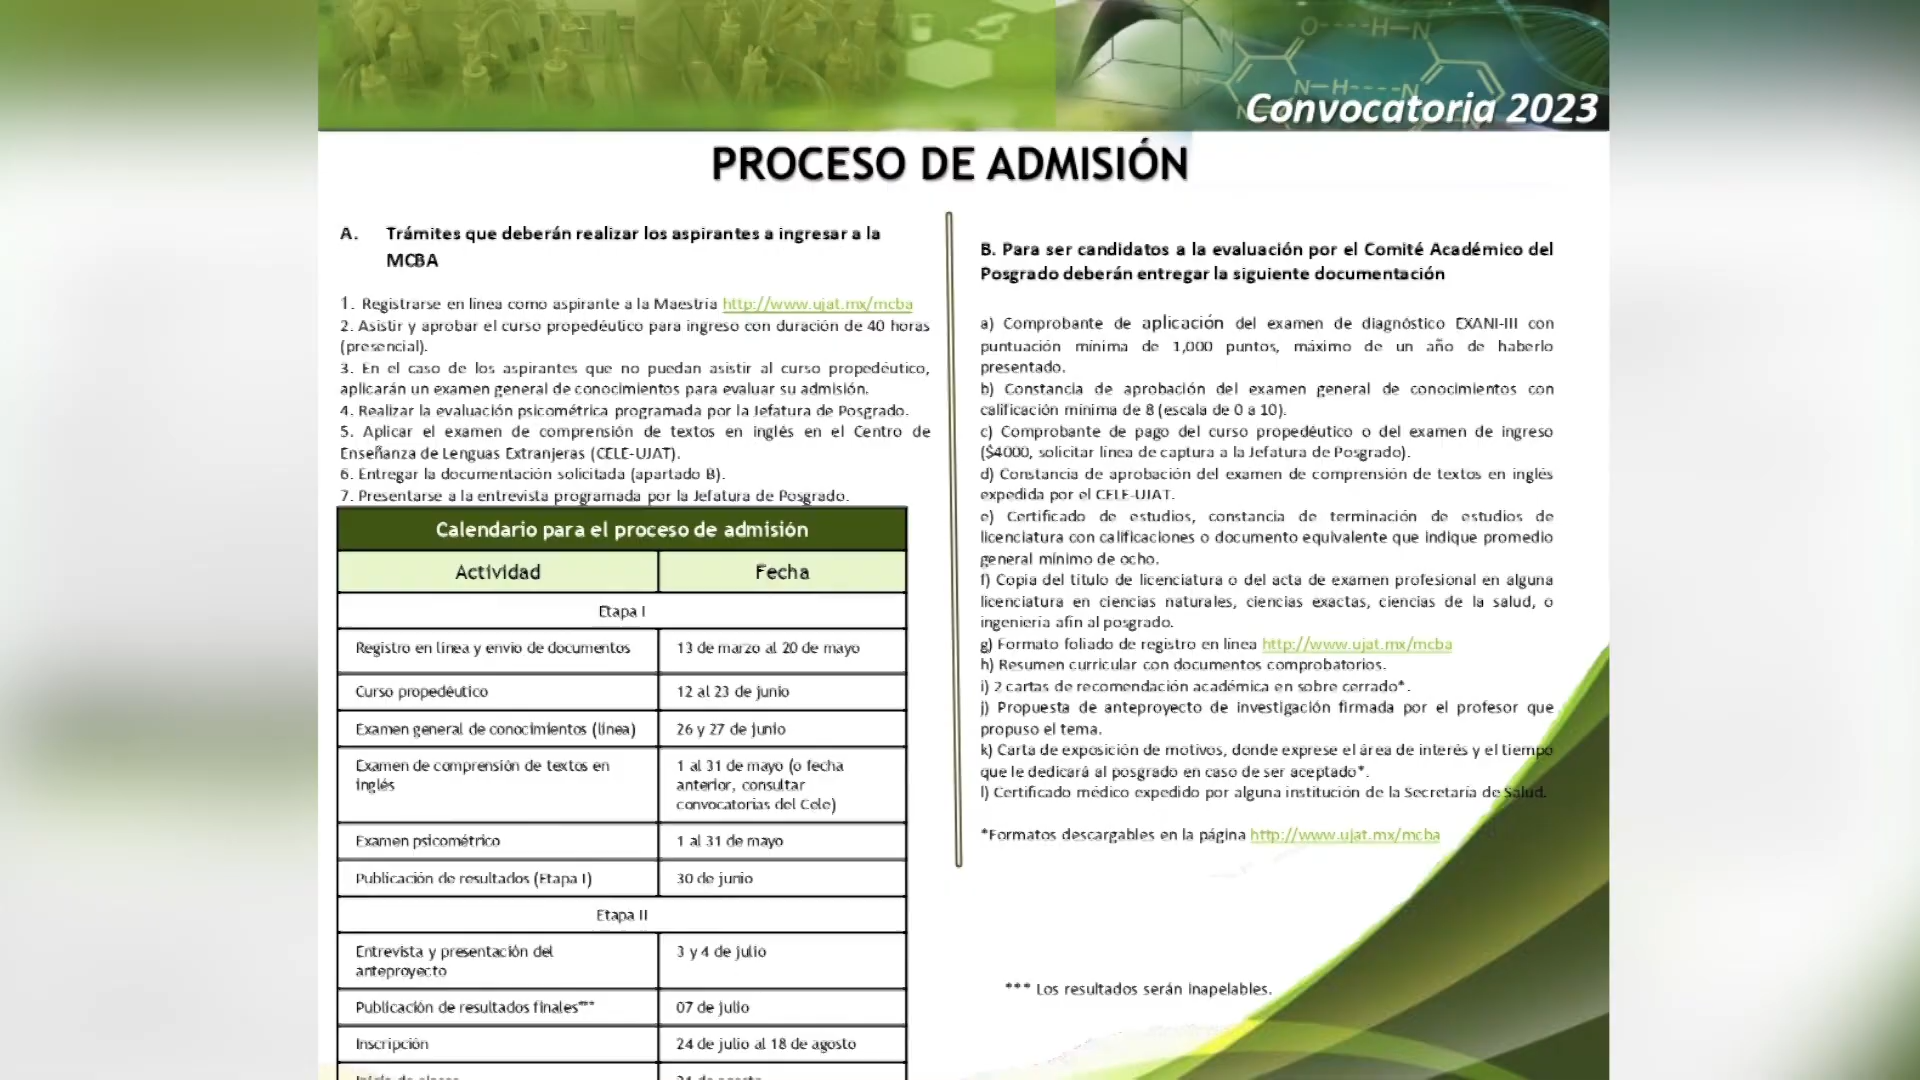 Convocatoria 2023
PROCESO DE ADMISIÓN
A. Trámites que deberán realizar los aspirantes a ingresar a la
MCBA
1. Registrarse en línea como aspirante a la Maestría http://www.ujat.mx/mcba
2. Asistir y aprobar el curso propedéutico para ingreso con duración de 40 horas
(presencial).
3. En el caso de los aspirantes que no puedan asistir al curso propedéutico,
aplicarán un examen general de conocimientos para evaluar su admisión.
4. Realizar la evaluación psicométrica programada por la Jefatura de Posgrado.
5. Aplicar el examen de comprensión de textos en inglés en el Centro de
Enseñanza de Lenguas Extranjeras (CELE-UJAT).
6. Entregar la documentación solicitada (apartado B).
7. Presentarse a la entrevista programada por la Jefatura de Posgrado.
Calendario para el proceso de admisión
Actividad Fecha
Etapa I
Registro en línea y envío de documentos 13 de marzo al 20 de mayo
Curso propedéutico 12 al 23 de junio
Examen general de conocimientos (línea) 26 y 27 de junio
Examen de comprensión de textos en
inglés
1 al 31 de mayo (o fecha
anterior, consultar
convocatorias del Cele)
Examen psicométrico 1 al 31 de mayo
Publicación de resultados (Etapa I) 30 de junio
Etapa II
Entrevista y presentación del
anteproyecto
3 y 4 de julio
Publicación de resultados finales*** 07 de julio
Inscripción 24 de julio al 18 de agosto
B. Para ser candidatos a la evaluación por el Comité Académico del
Posgrado deberán entregar la siguiente documentación
a) Comprobante de aplicación del examen de diagnóstico EXANI-III con
puntuación mínima de 1,000 puntos, máximo de un año de haberlo
presentado.
b) Constancia de aprobación del examen general de conocimientos con
calificación mínima de 8 (escala de 0 a 10).
c) Comprobante de pago del curso propedéutico o del examen de ingreso
($4000, solicitar línea de captura a la Jefatura de Posgrado).
d) Constancia de aprobación del examen de comprensión de textos en inglés
expedida por el CELE-UJAT.
e) Certificado de estudios, constancia de terminación de estudios de
licenciatura con calificaciones o documento equivalente que indique promedio
general mínimo de ocho.
f) Copia del título de licenciatura o del acta de examen profesional en alguna
licenciatura en ciencias naturales, ciencias exactas, ciencias de la salud, o
ingeniería afín al posgrado.
g) Formato foliado de registro en línea http://www.ujat.mx/mcba
h) Resumen curricular con documentos comprobatorios.
i) 2 cartas de recomendación académica en sobre cerrado*.
j) Propuesta de anteproyecto de investigación firmada por el profesor que
propuso el tema.
k) Carta de exposición de motivos, donde exprese el área de interés y el tiempo
que le dedicará al posgrado en caso de ser aceptado*.
l) Certificado médico expedido por alguna institución de la Secretaría de Salud.
*Formatos descargables en la página http://www.ujat.mx/mcba
*** Los resultados serán inapelables.